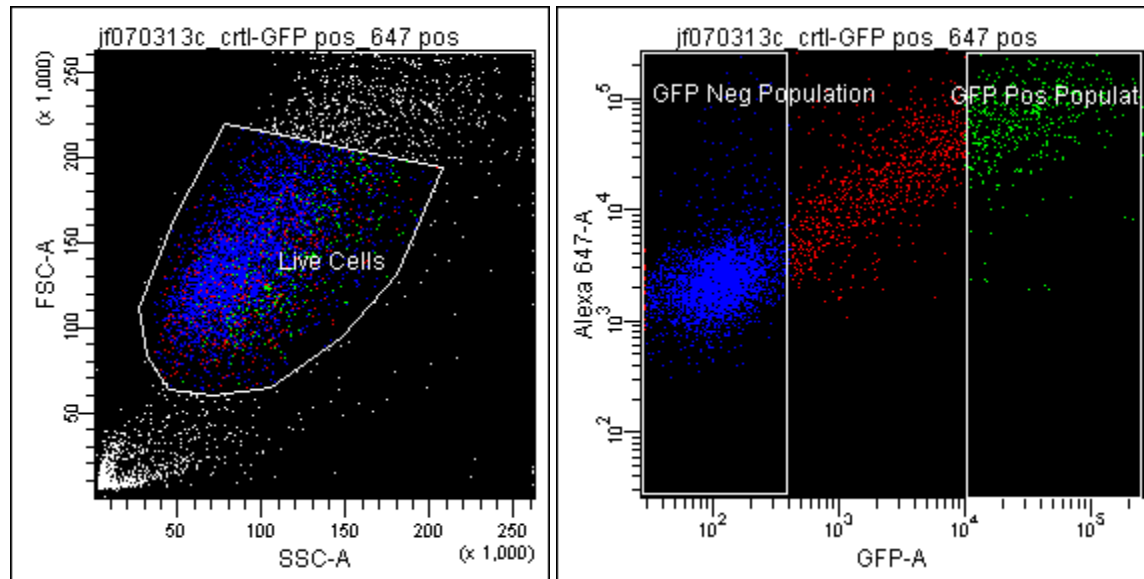 jf070313c_crtl-GFP pos_647 pos
(x 1,000)
250
200
150
100
50
FSC-A
Live Cells
50 100 150 200 250
(x 1,000)
SSC-A
jf070313c_crtl-GFP pos_647 pos
GFP Neg Population
GFP Pos Populat
10^5
10^4
10^3
10^2
Alexa 647-A
10^2 10^3 10^4 10^5
GFP-A